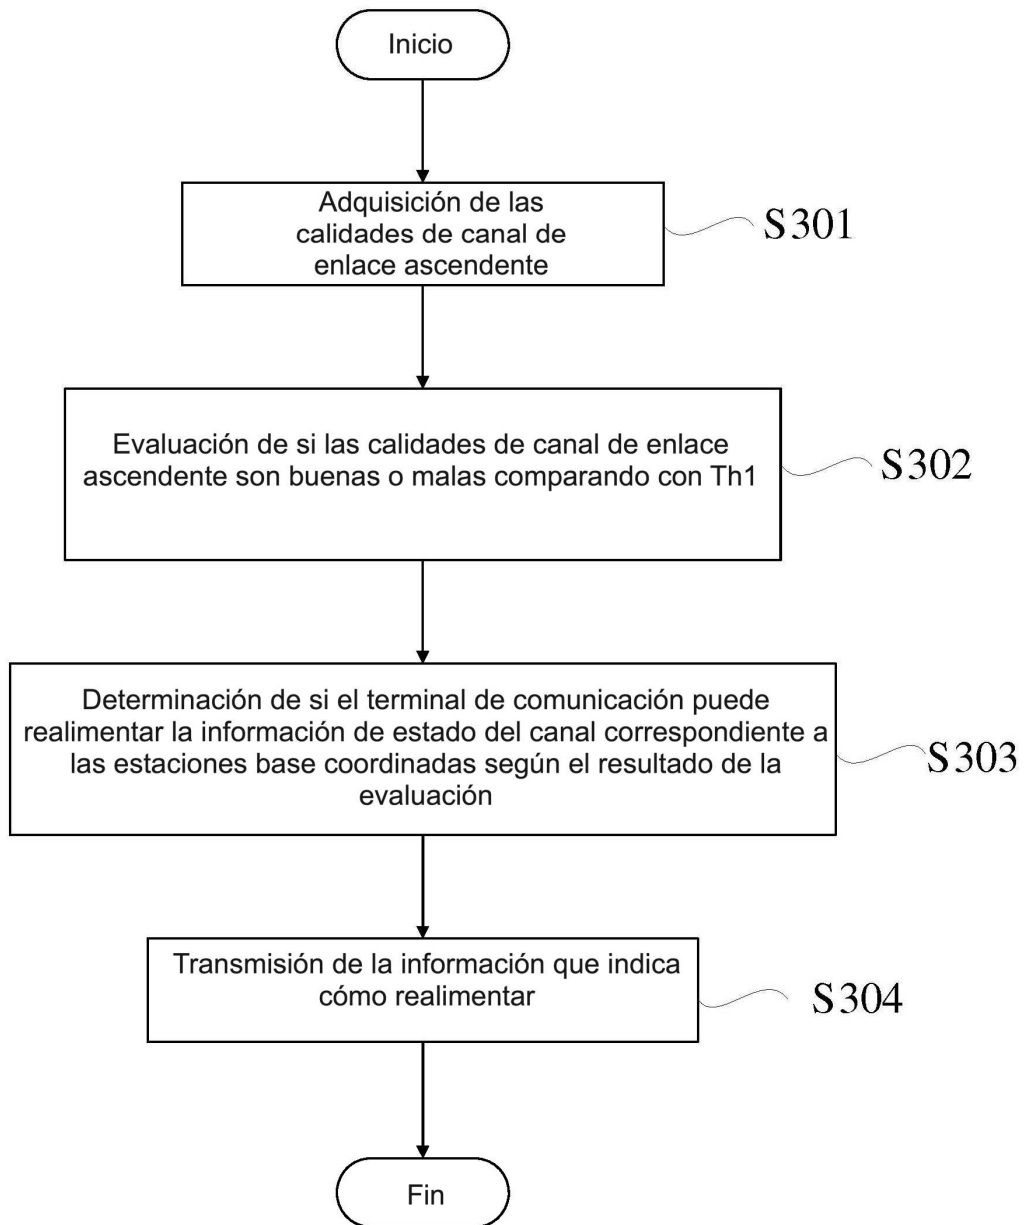 Inicio
Adquisición de las
calidades de canal de
enlace ascendente
S301
Evaluación de si las calidades de canal de enlace
ascendente son buenas o malas comparando con Th1
S302
Determinación de si el terminal de comunicación puede
realimentar la información de estado del canal correspondiente a
las estaciones base coordinadas según el resultado de la
evaluación
S303
Transmisión de la información que indica
cómo realimentar
S304
Fin